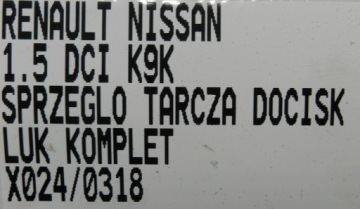 RENAULT NISSAN
1.5 DCI K9K
SPRZEGLO TARCZA DOCISK
LUK KOMPLET
X024/0318